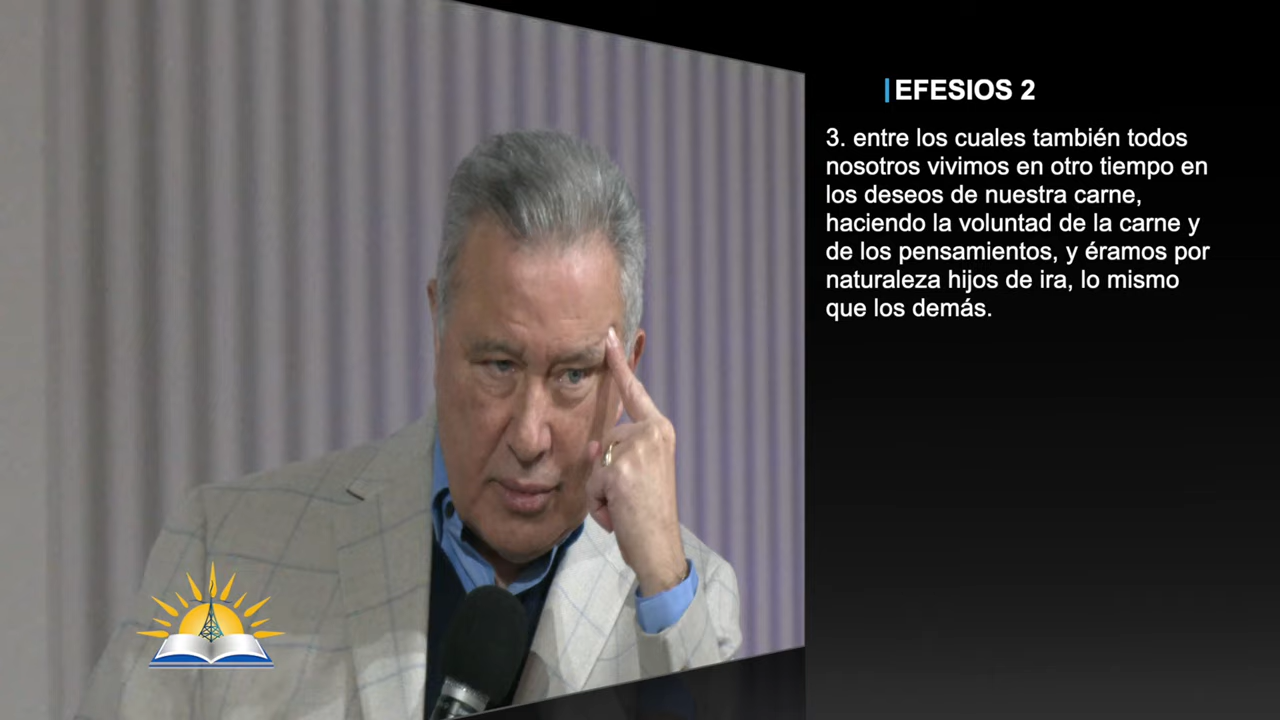 EFESIOS 2
3. entre los cuales también todos
nosotros vivimos en otro tiempo en
los deseos de nuestra carne,
haciendo la voluntad de la carne y
de los pensamientos, y éramos por
naturaleza hijos de ira, lo mismo
que los demás.